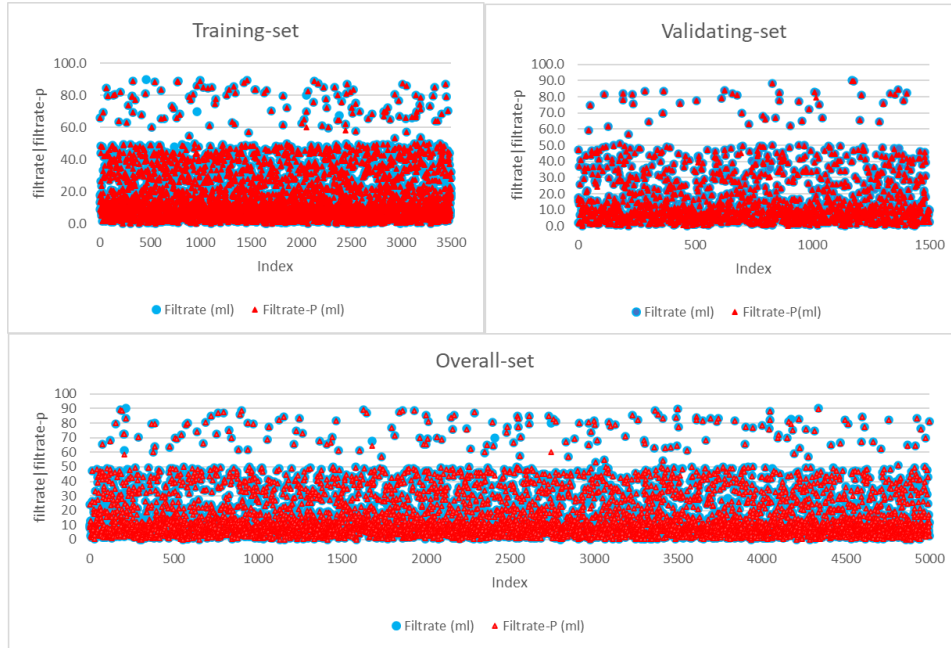 Training-set
100.0
80.0
60.0
40.0
20.0
0.0
filtrate|filtrate-p
0 500 1000 1500 2000 2500 3000 3500
Index
Filtrate (ml) Filtrate-P (ml)
Validating-set
100.0
90.0
80.0
70.0
60.0
50.0
40.0
30.0
20.0
10.0
0.0
filtrate|filtrate-p
0 500 1000 1500
Index
Filtrate (ml) Filtrate-P(ml)
Overall-set
100
90
80
70
60
50
40
30
20
10
0
filtrate|filtrate-p
0 500 1000 1500 2000 2500 3000 3500 4000 4500 5000
Index
Filtrate (ml) Filtrate-P (ml)